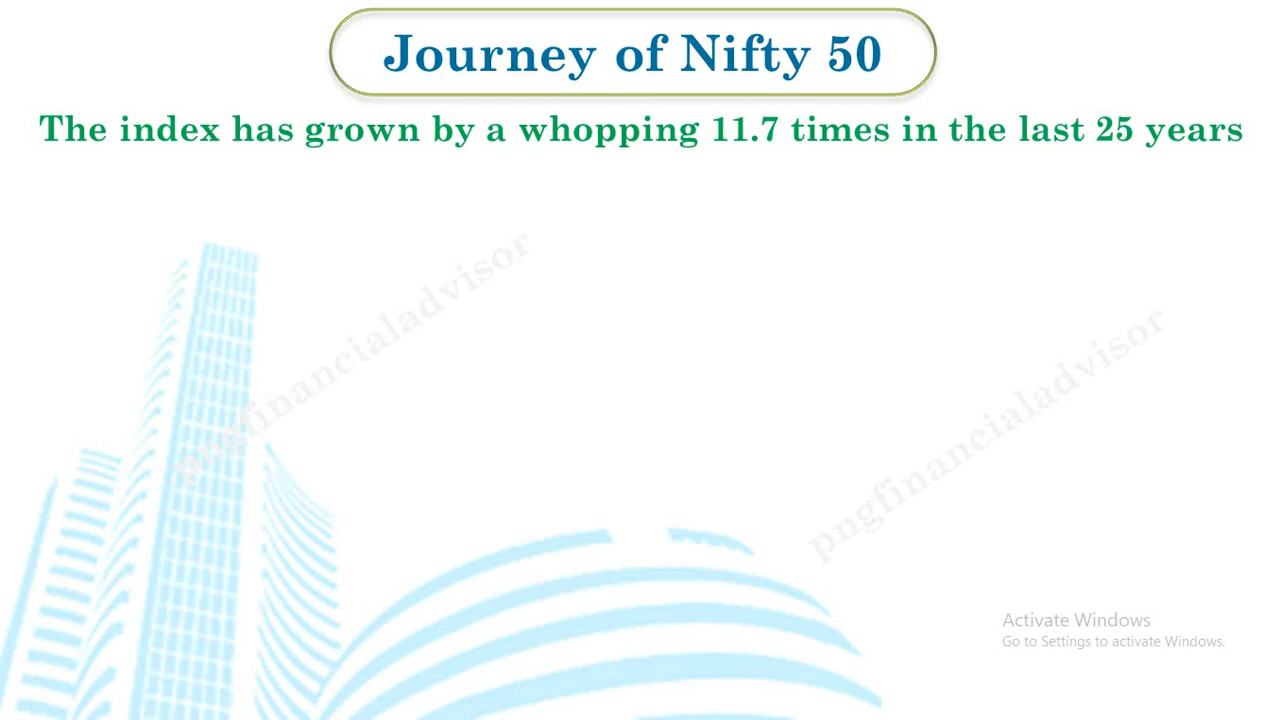 Journey of Nifty 50
The index has grown by a whopping 11.7 times in the last 25 years
pngfinancialadvisor
pngfinancialadvisor
Activate Windows
Go to Settings to activate Windows.